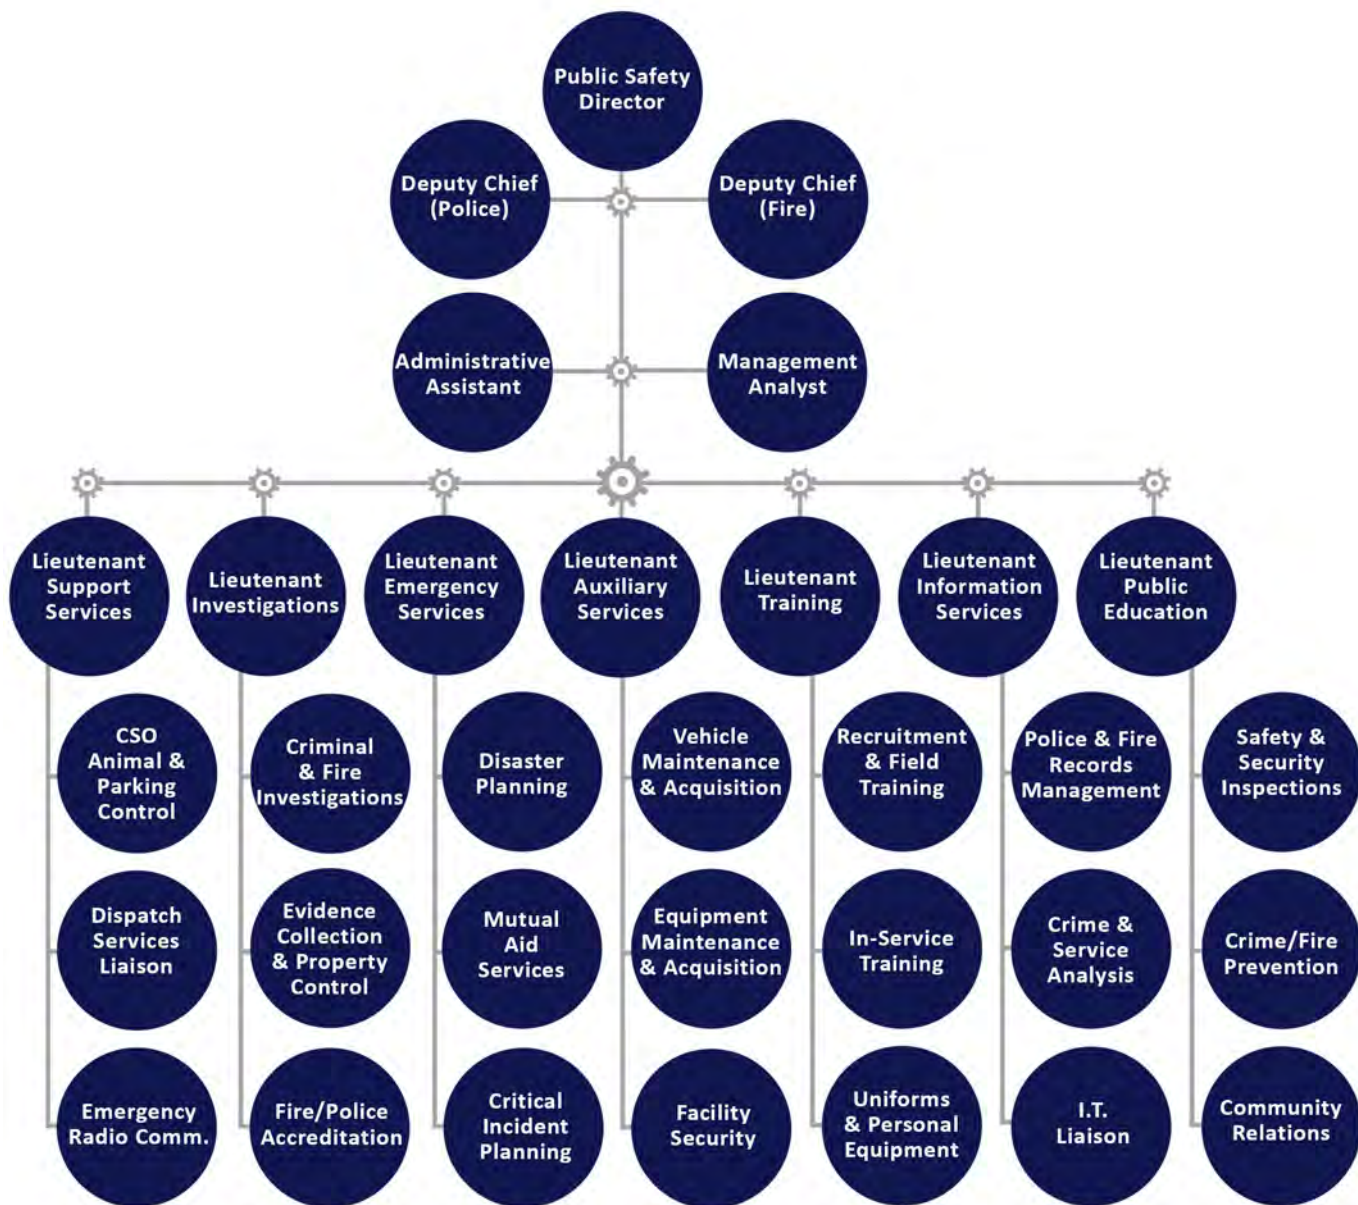 Public Safety
Director
Deputy Chief
(Police)
Deputy Chief
(Fire)
Administrative
Assistant
Management
Analyst
Lieutenant
Support
Services
Lieutenant
Investigations
Lieutenant
Emergency
Services
Lieutenant
Auxiliary
Services
Lieutenant
Training
Lieutenant
Information
Services
Lieutenant
Public
Education
CSO
Animal &
Parking
Control
Criminal
& Fire
Investigations
Disaster
Planning
Vehicle
Maintenance
& Acquisition
Recruitment
& Field
Training
Police & Fire
Records
Management
Safety &
Security
Inspections
Dispatch
Services
Liaison
Evidence
Collection
& Property
Control
Mutual
Aid
Services
Equipment
Maintenance
& Acquisition
In-Service
Training
Crime &
Service
Analysis
Crime/Fire
Prevention
Emergency
Radio Comm.
Fire/Police
Accreditation
Critical
Incident
Planning
Facility
Security
Uniforms
& Personal
Equipment
I.T.
Liaison
Community
Relations